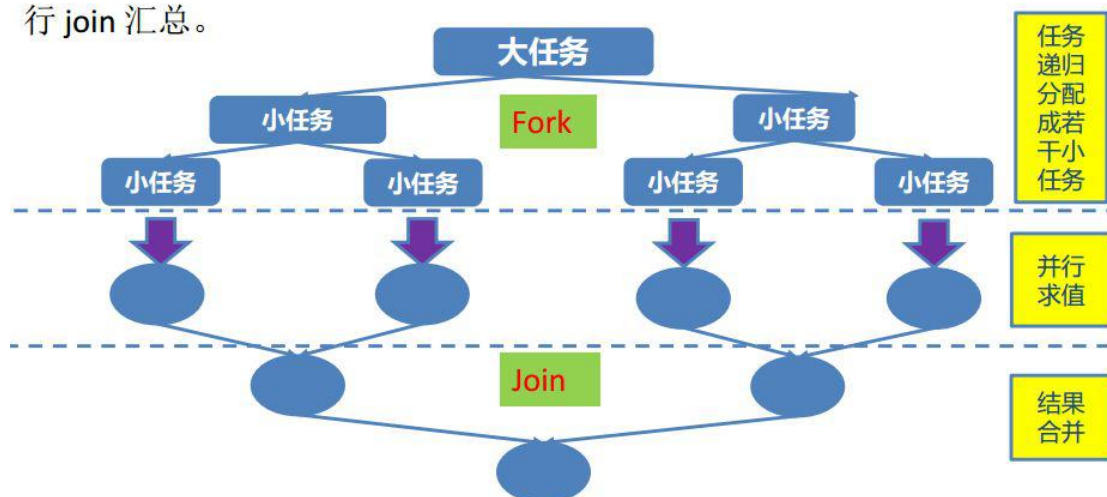 行 join 汇总。
大任务
小任务
Fork
小任务
小任务
小任务
小任务
小任务
任务
递归
分配
成若
干小
任务
并行
求值
Join
结果
合并